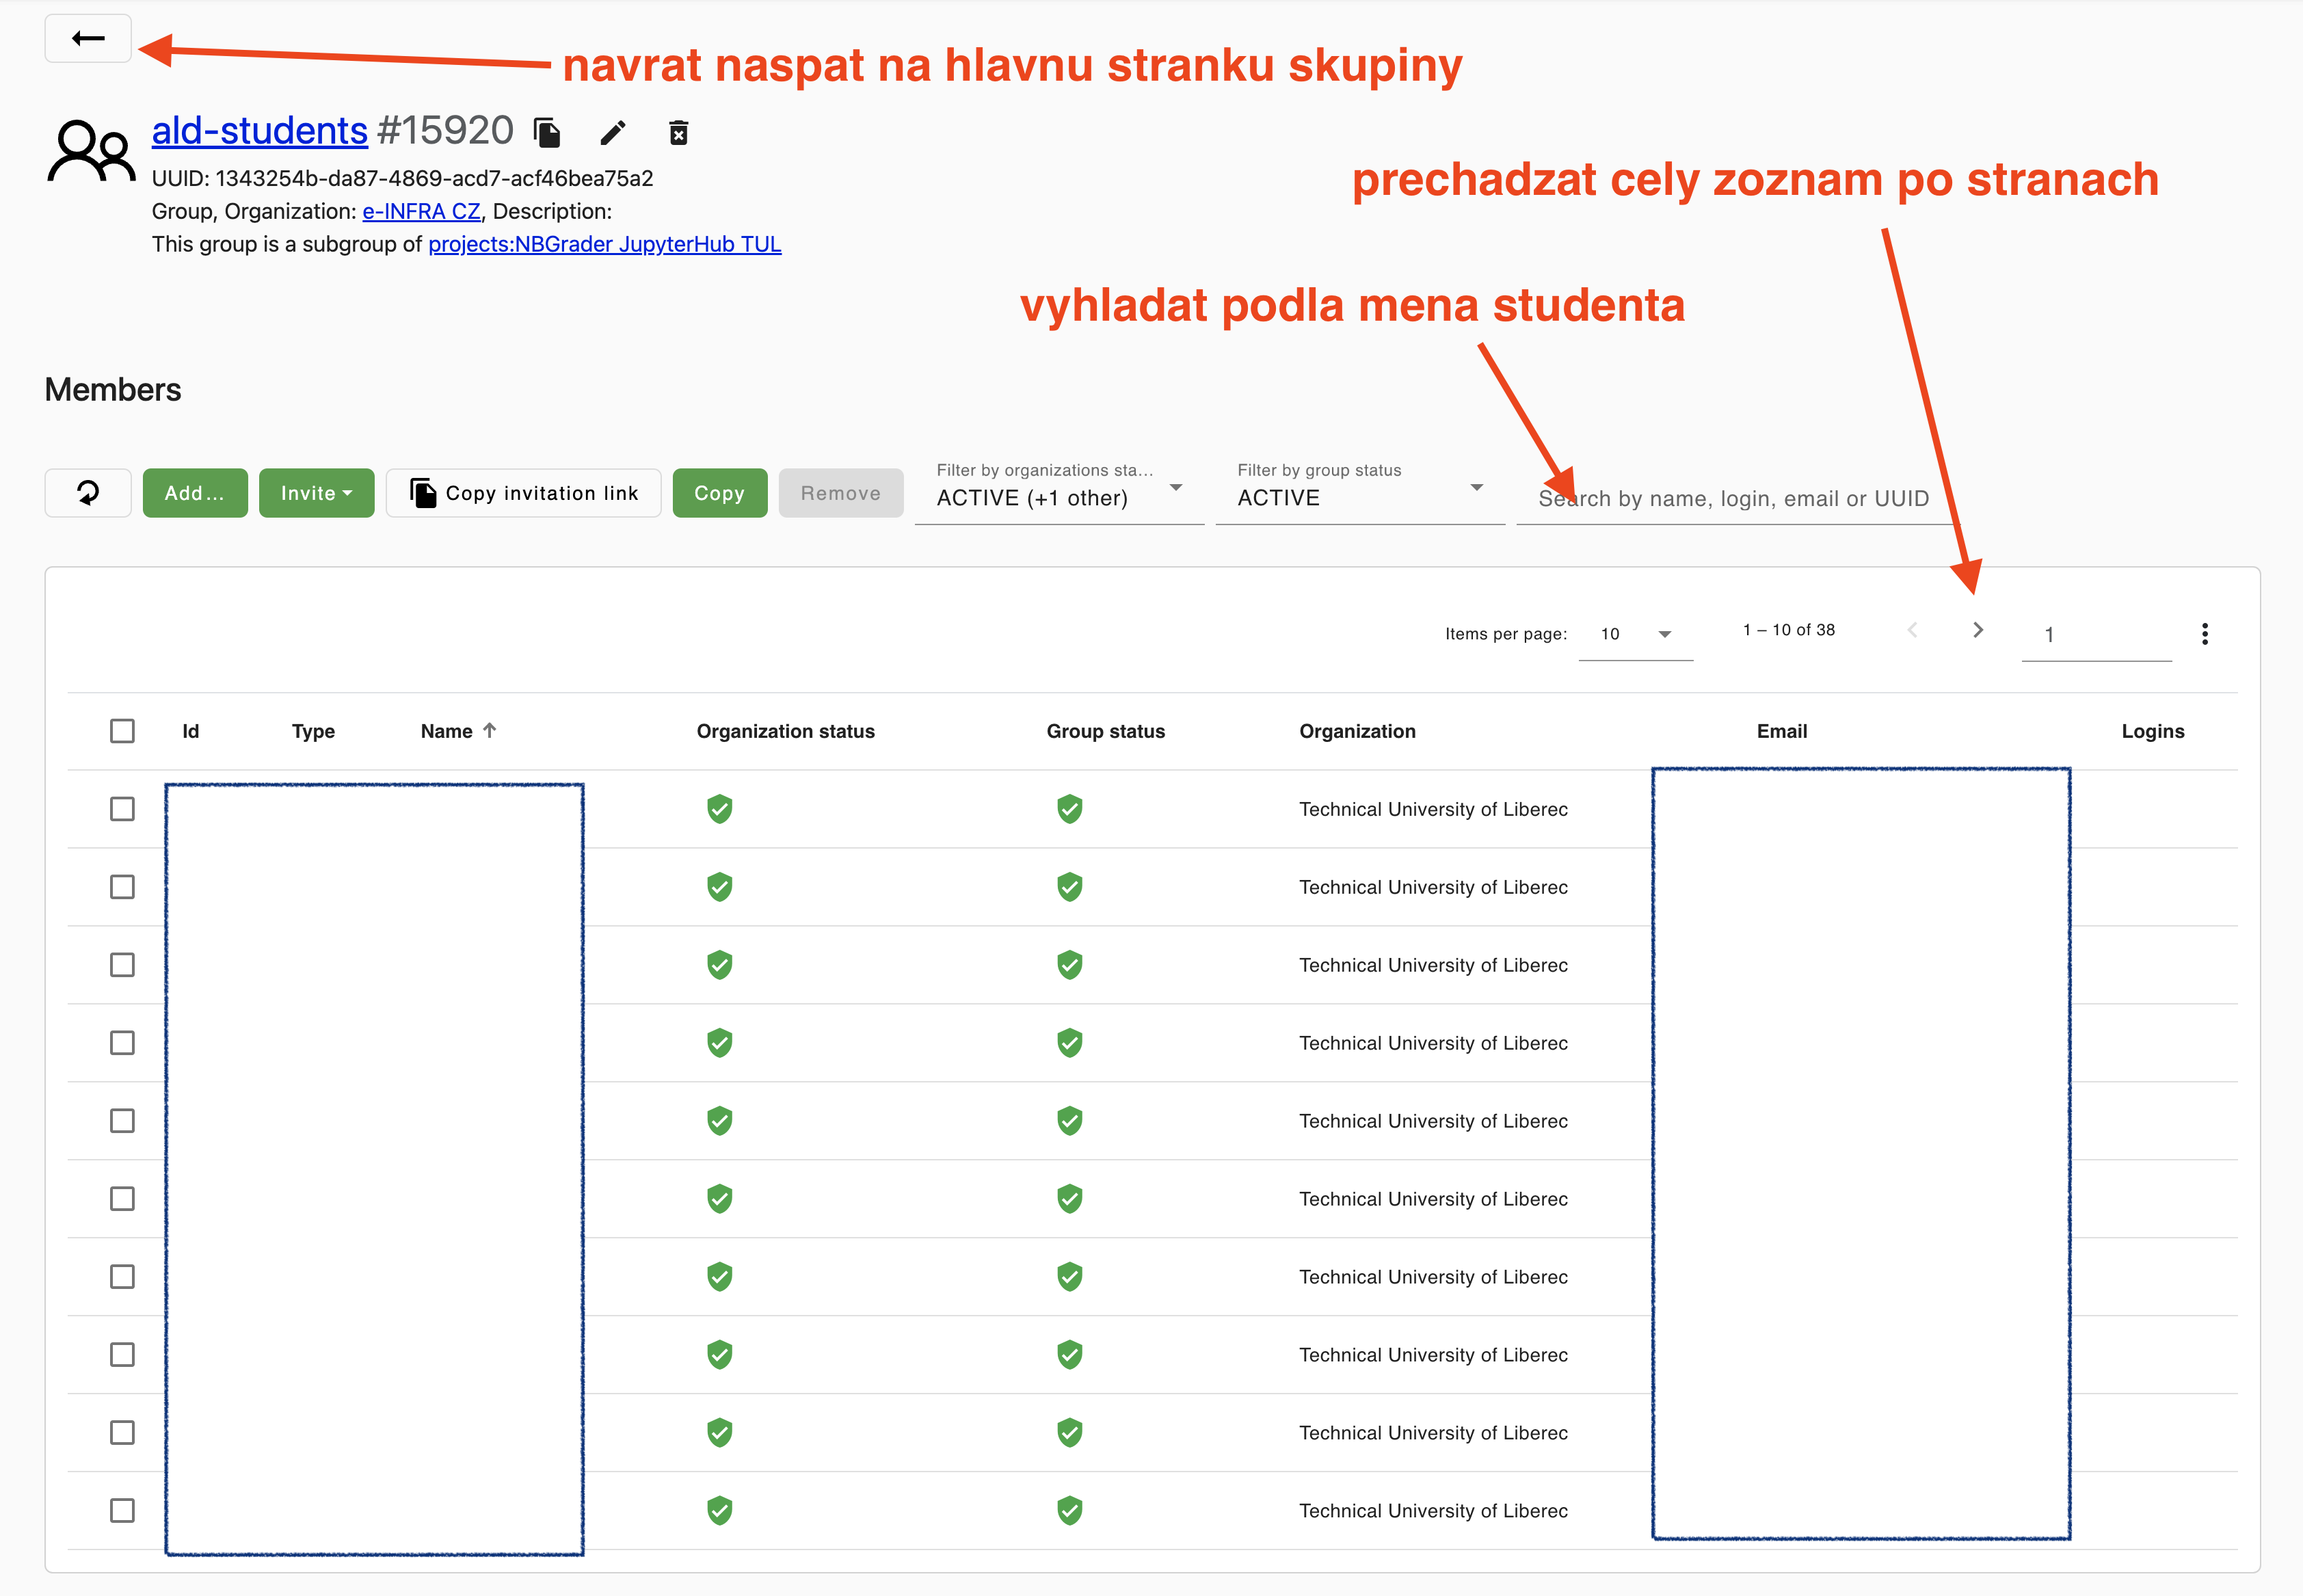 navrat naspat na hlavnu stranku skupiny
ald-students #15920
UUID: 1343254b-da87-4869-acd7-acf46bea75a2
Group, Organization: e-INFRA CZ, Description:
This group is a subgroup of projects:NBGrader JupyterHub TUL
prechadzat cely zoznam po stranach
vyhladat podla mena studenta
Members
Add... Invite Copy invitation link Copy Remove Filter by organizations sta... ACTIVE (+1 other) Filter by group status ACTIVE Search by name, login, email or UUID
Items per page: 10 1 – 10 of 38 1
Id Type Name Organization status Group status Organization Email Logins
Technical University of Liberec
Technical University of Liberec
Technical University of Liberec
Technical University of Liberec
Technical University of Liberec
Technical University of Liberec
Technical University of Liberec
Technical University of Liberec
Technical University of Liberec
Technical University of Liberec